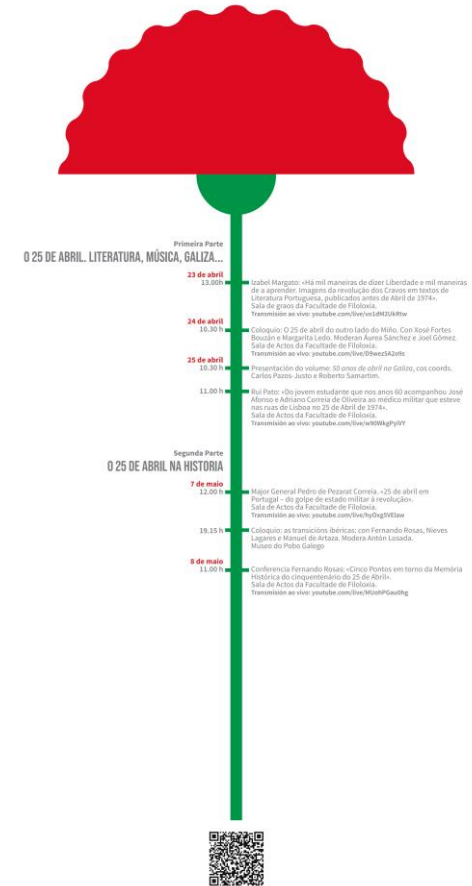 Primeira Parte
O 25 DE ABRIL. LITERATURA, MÚSICA, GALIZA...
23 de abril
13.00h
Izabel Margato: «Há mil maneiras de dizer Liberdade e mil maneiras
de a aprender. Imagens da revolução dos Cravos em textos de
Literatura Portuguesa, publicados antes de Abril de 1974».
Sala de graos da Facultade de Filoloxía.
Transmisión ao vivo: youtube.com/live/vs1dM2UkRtw
24 de abril
10.30 h
Coloquio: O 25 de abril do outro lado do Miño. Con Xosé Fortes
Bouzán e Margarita Ledo. Moderan Áurea Sánchez e Joel Gómez.
Sala de Actos da Facultade de Filoloxía.
Transmisión ao vivo:
25 de abril
10.30 h
Presentación do volume: 50 anos de abril na Galiza, cos coords.
Carlos Pazos-Justo e Roberto Samartim.
11.00 h
Rui Pato: «Do jovem estudante que nos anos 60 acompanhou José
Afonso e Adriano Correia de Oliveira ao médico militar que esteve
nas ruas de Lisboa no 25 de Abril de 1974».
Sala de Actos da Facultade de Filoloxía.
Transmisión ao vivo:
Segunda Parte
O 25 DE ABRIL NA HISTORIA
7 de maio
12.00 h
Major General Pedro de Pezarat Correia. «25 de abril em
Portugal – do golpe de estado militar à revolução».
Sala de Actos da Facultade de Filoloxía.
Transmisión ao vivo:
19.15 h
Coloquio: as transicións ibéricas; con Fernando Rosas, Nieves
Lagares e Manuel de Artaza. Modera Antón Losada.
Museo do Pobo Galego
8 de maio
11.00 h
Conferencia Fernando Rosas: «Cinco Pontos em torno da Memória
Histórica do cinquentenário do 25 de Abril».
Sala de Actos da Facultade de Filoloxía.
Transmisión ao vivo: